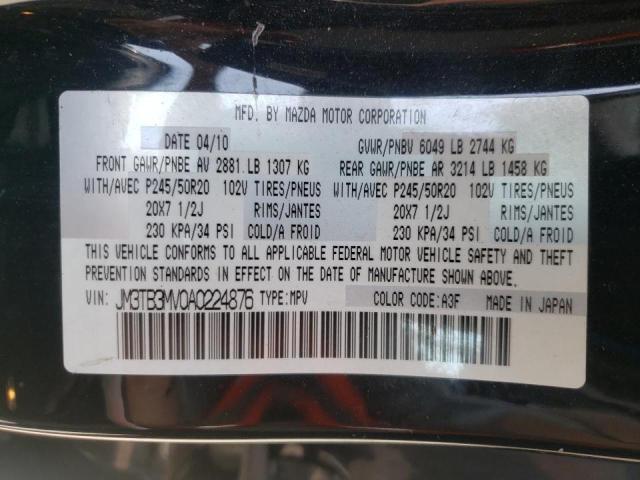 MFD. BY MAZDA MOTOR CORPORATION
DATE 04/10 GVWR/PNBV 6049 LB 2744 KG
FRONT GAWR/PNBE AV 2881 LB 1307 KG REAR GAWR/PNBE AR 3214 LB 1458 KG
WITH/AVEC P245/50R20 102V TIRES/PNEUS WITH/AVEC P245/50R20 102V TIRES/PNEUS
20X7 1/2J RIMS/JANTES 20X7 1/2J RIMS/JANTES
230 KPA/34 PSI COLD/A FROID 230 KPA/34 PSI COLD/A FROID
THIS VEHICLE CONFORMS TO ALL APPLICABLE FEDERAL MOTOR VEHICLE SAFETY AND THEFT
PREVENTION STANDARDS IN EFFECT ON THE DATE OF MANUFACTURE SHOWN ABOVE.
VIN: JM3TB3MV0A0224876 TYPE:MPV COLOR CODE:A3F MADE IN JAPAN